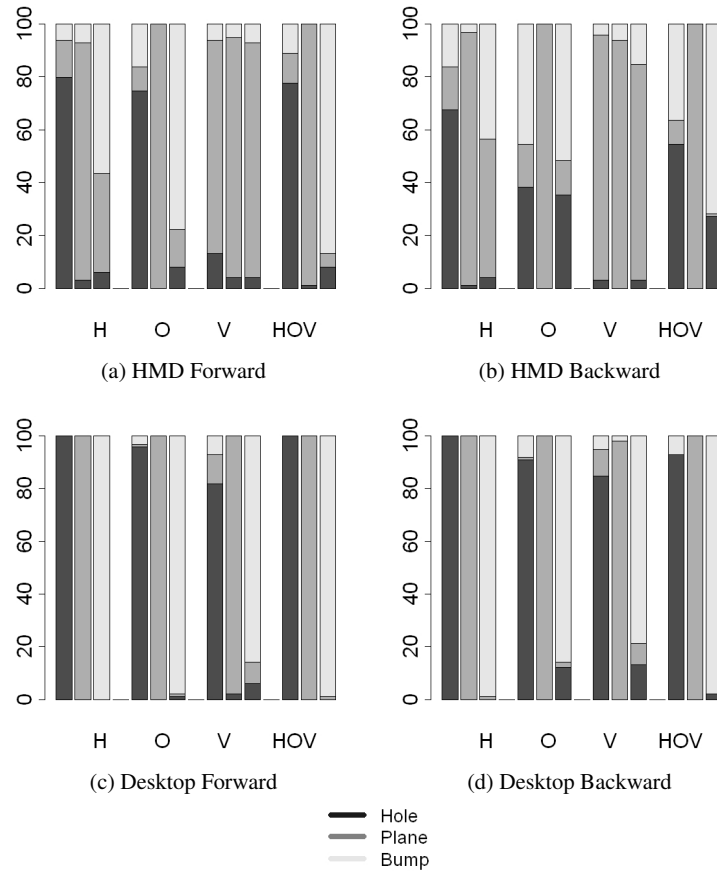 0 20 40 60 80 100
0 20 40 60 80 100
H O V HOV
H O V HOV
(a) HMD Forward
(b) HMD Backward
0 20 40 60 80 100
0 20 40 60 80 100
H O V HOV
H O V HOV
(c) Desktop Forward
(d) Desktop Backward
Hole
Plane
Bump